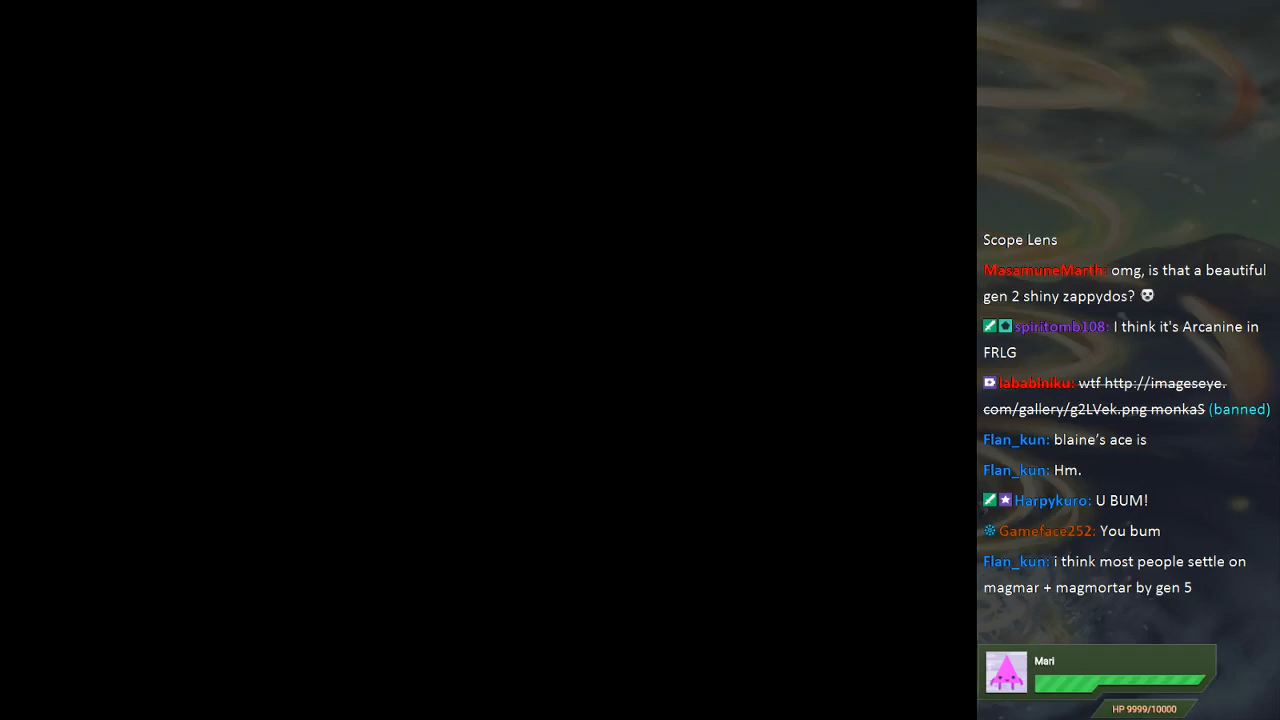 Scope Lens
MasamuneMarth: omg, is that a beautiful
gen 2 shiny zappydos?
spiritomb108: I think it's Arcanine in
FRLG
lababiniku: wtf http://imageseye.
com/gallery/g2LVek.png monkaS (banned)
Flan_kun: blaine’s ace is
Flan_kun: Hm.
Harpykuro: U BUM!
Gameface252: You bum
Flan_kun: i think most people settle on
magmar + magmortar by gen 5
Mari
HP 9999/10000